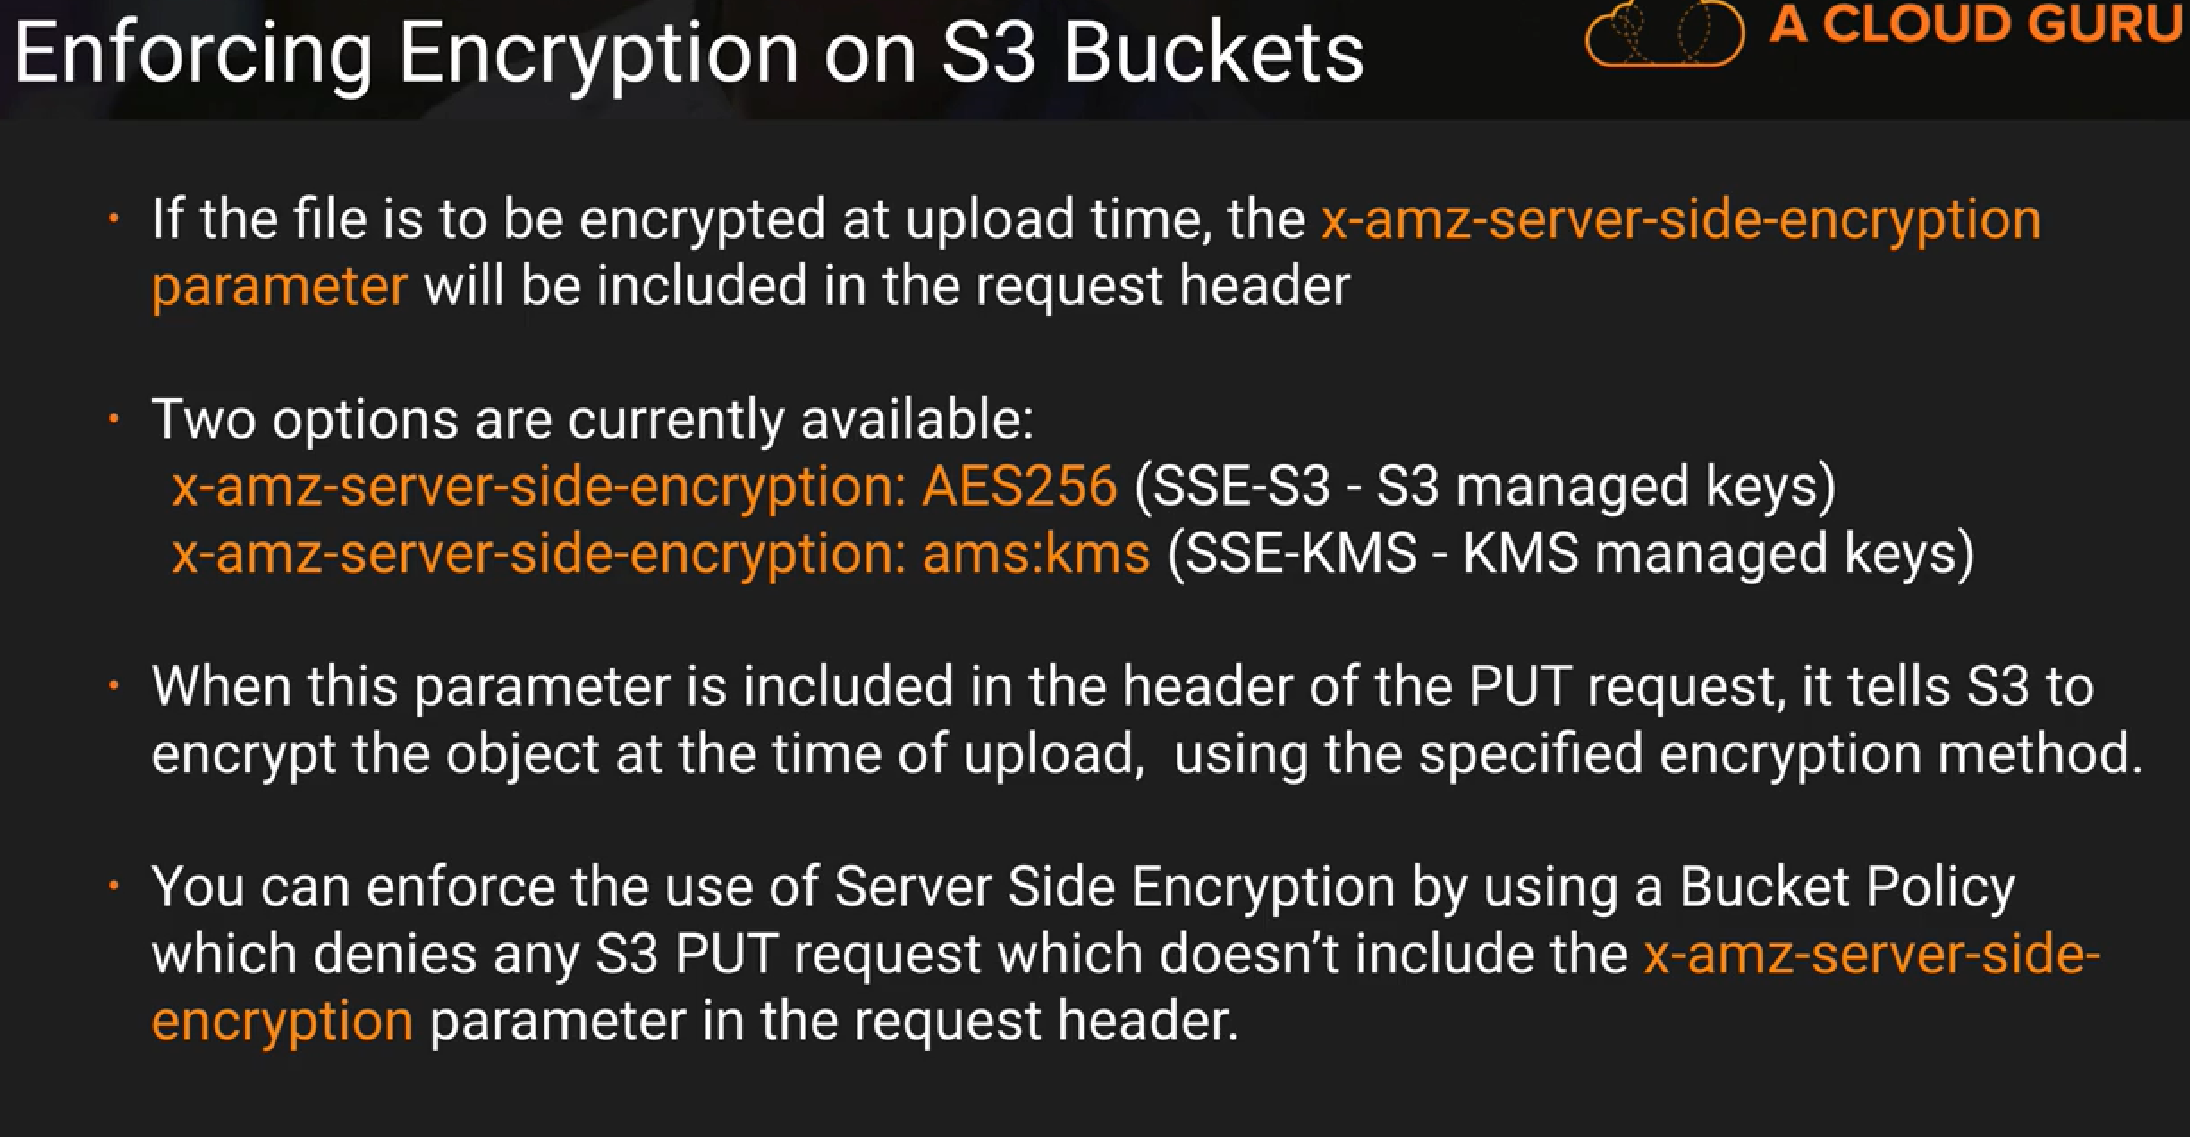 Enforcing Encryption on S3 Buckets
A CLOUD GURU
· If the file is to be encrypted at upload time, the x-amz-server-side-encryption
parameter will be included in the request header
· Two options are currently available:
x-amz-server-side-encryption: AES256 (SSE-S3 - S3 managed keys)
x-amz-server-side-encryption: ams:kms (SSE-KMS - KMS managed keys)
· When this parameter is included in the header of the PUT request, it tells S3 to
encrypt the object at the time of upload,  using the specified encryption method.
· You can enforce the use of Server Side Encryption by using a Bucket Policy
which denies any S3 PUT request which doesn’t include the x-amz-server-side-
encryption parameter in the request header.